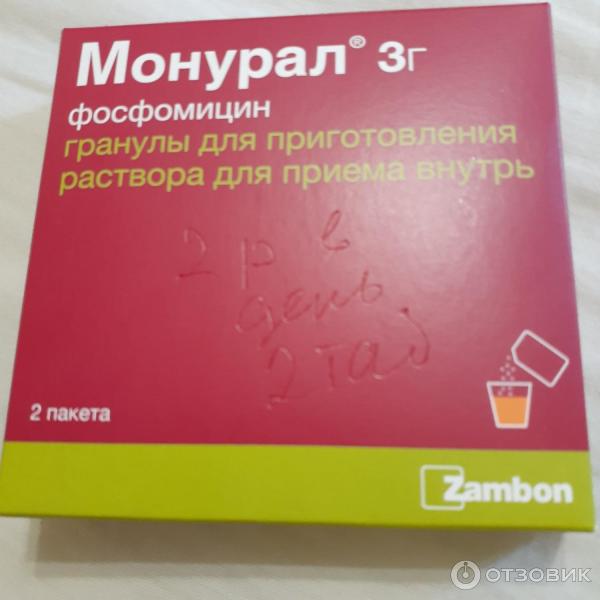 Монурал® 3г
фосфомицин
гранулы для приготовления
раствора для приема внутрь
2 р в
день
2 таб
2 пакета
Zambon
ОТЗОВИК